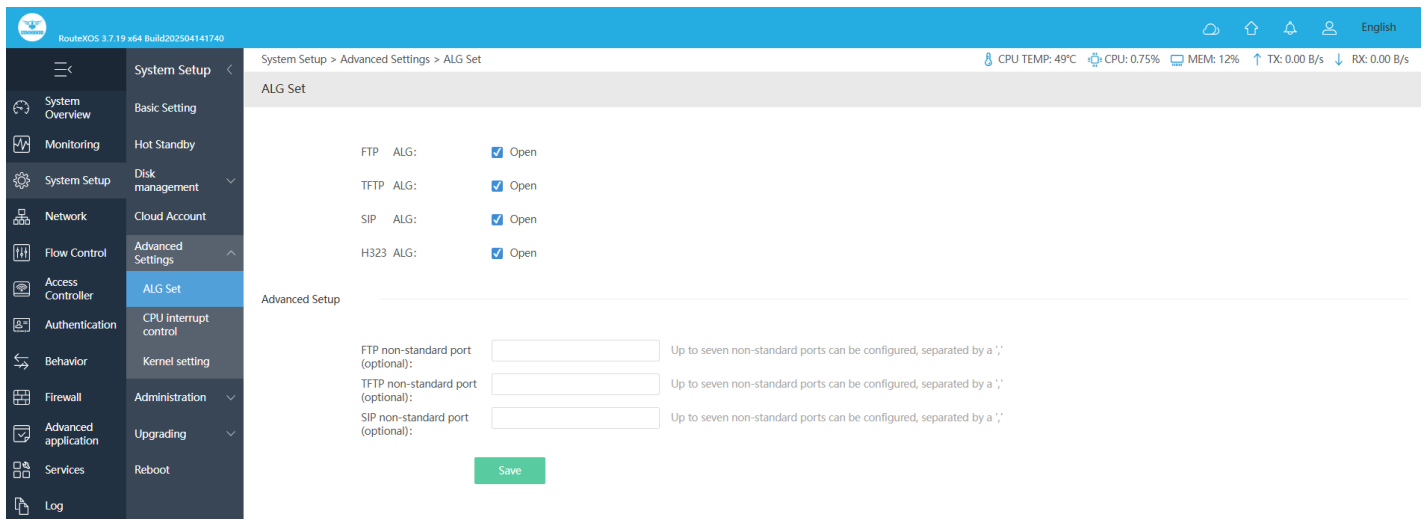 RouteXOS 3.7.19 x64 Build202504141740
English
System Setup
System Overview
Monitoring
System Setup
Network
Flow Control
Access Controller
Authentication
Behavior
Firewall
Advanced application
Services
Log
Basic Setting
Hot Standby
Disk management
Cloud Account
Advanced Settings
ALG Set
CPU interrupt control
Kernel setting
Administration
Upgrading
Reboot
System Setup > Advanced Settings > ALG Set
CPU TEMP: 49℃ CPU: 0.75% MEM: 12% TX: 0.00 B/s RX: 0.00 B/s
ALG Set
FTP ALG: Open
TFTP ALG: Open
SIP ALG: Open
H323 ALG: Open
Advanced Setup
FTP non-standard port (optional): Up to seven non-standard ports can be configured, separated by a ','
TFTP non-standard port (optional): Up to seven non-standard ports can be configured, separated by a ','
SIP non-standard port (optional): Up to seven non-standard ports can be configured, separated by a ','
Save